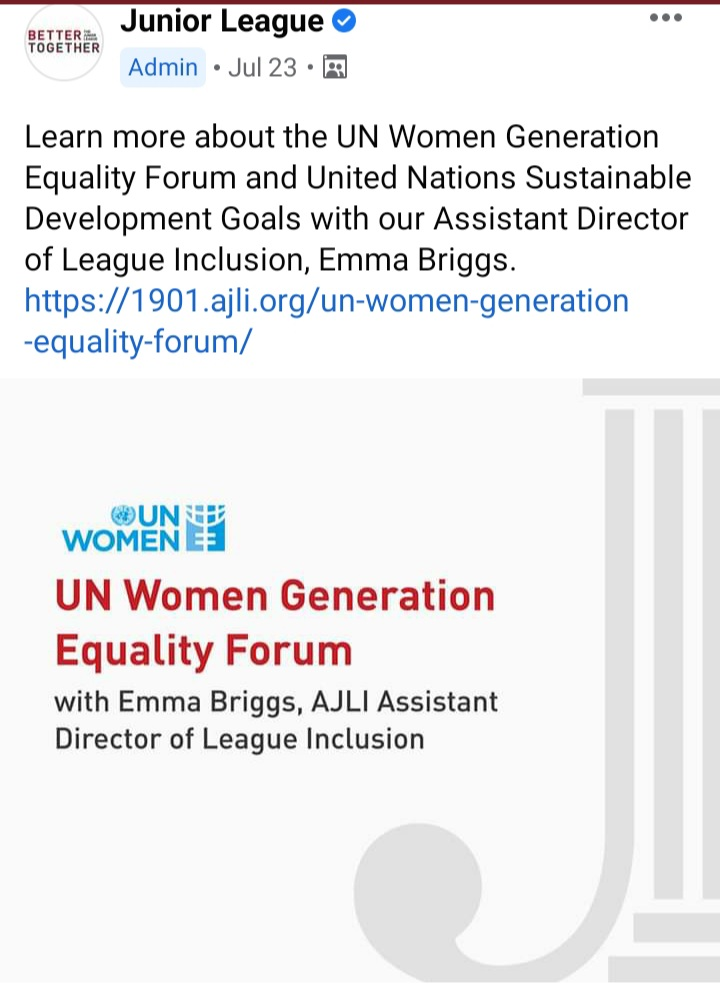 BETTER
TOGETHER
Junior League
Admin • Jul 23 •
Learn more about the UN Women Generation
Equality Forum and United Nations Sustainable
Development Goals with our Assistant Director
of League Inclusion, Emma Briggs.
https://1901.ajli.org/un-women-generation
-equality-forum/
UN
WOMEN
UN Women Generation
Equality Forum
with Emma Briggs, AJLI Assistant
Director of League Inclusion